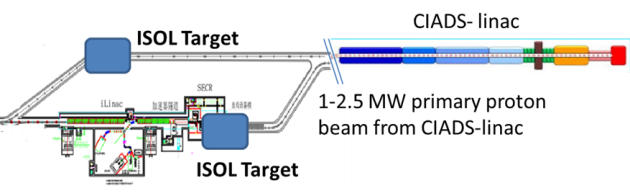 CIADS- linac
ISOL Target
SECR
iLinac
1-2.5 MW primary proton
beam from CIADS-linac
ISOL Target